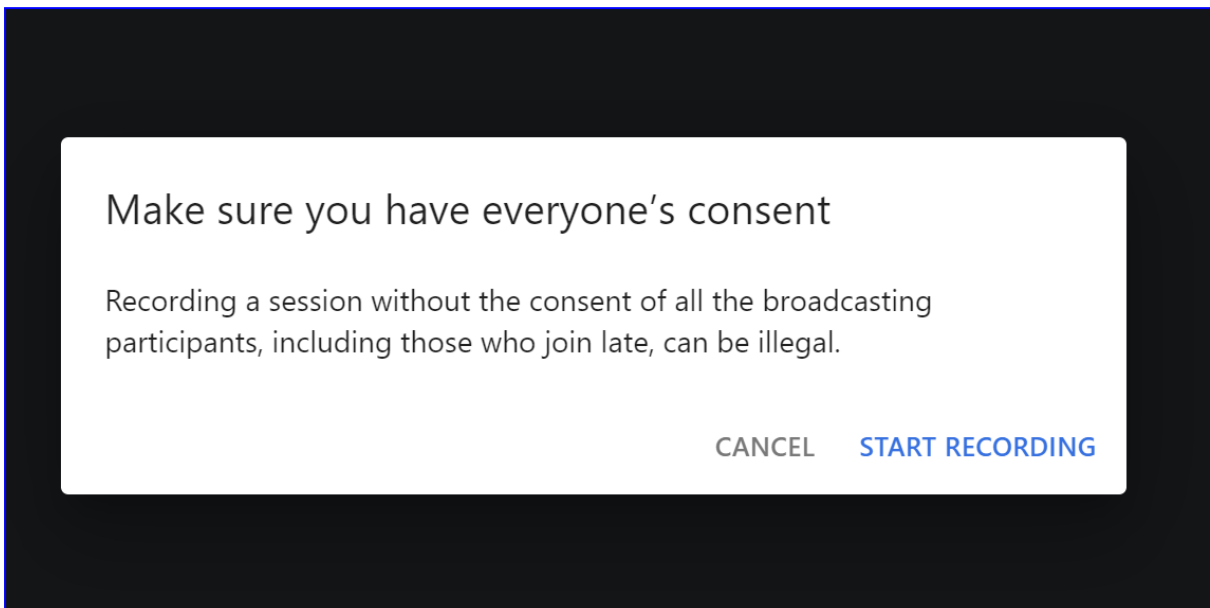 Make sure you have everyone’s consent
Recording a session without the consent of all the broadcasting
participants, including those who join late, can be illegal.
CANCEL START RECORDING